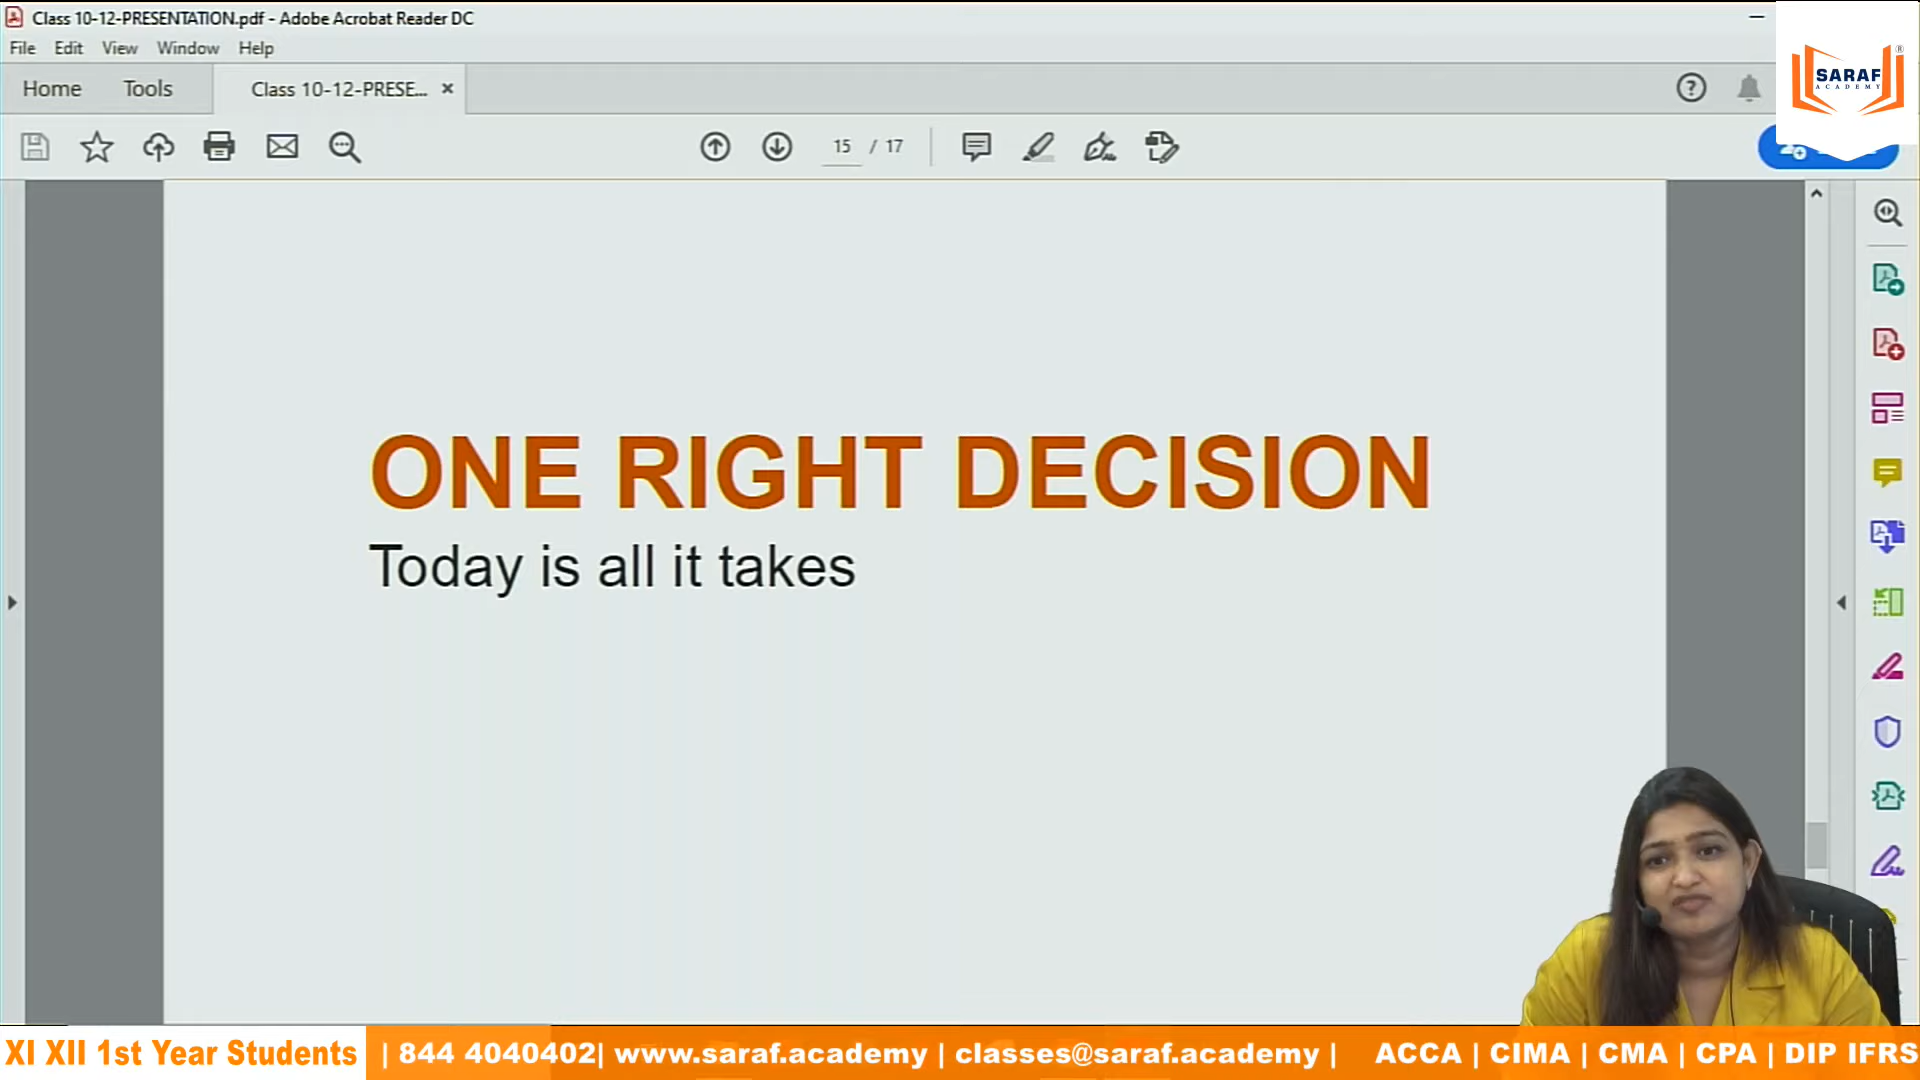 Class 10-12-PRESENTATION.pdf - Adobe Acrobat Reader DC
File Edit View Window Help
Home Tools Class 10-12-PRESE... ×
15 / 17
SARAF
ACADEMY
®
ONE RIGHT DECISION
Today is all it takes
XI XII 1st Year Students | 844 4040402| www.saraf.academy | classes@saraf.academy | ACCA | CIMA | CMA | CPA | DIP IFRS